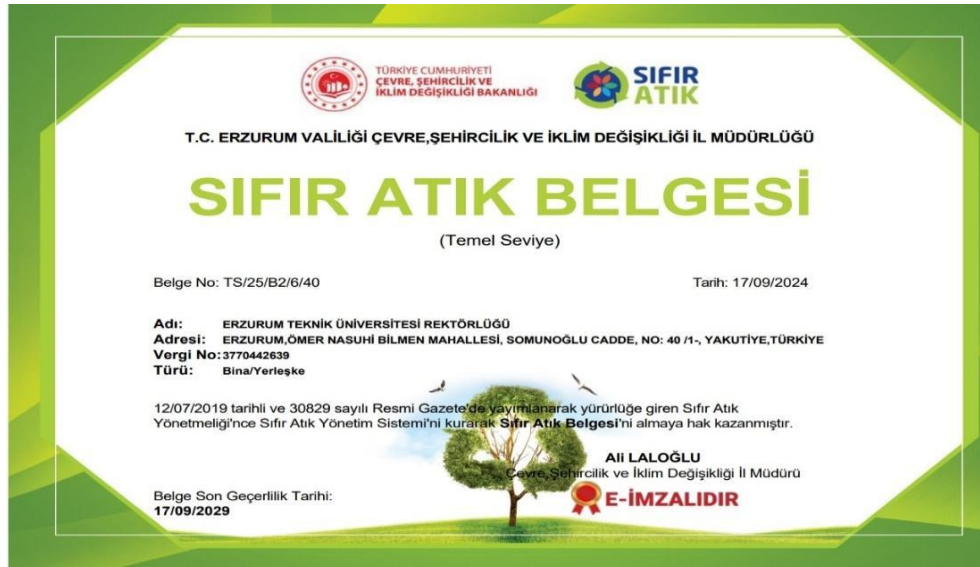 TÜRKİYE CUMHURİYETİ
ÇEVRE, ŞEHİRCİLİK VE
İKLİM DEĞİŞİKLİĞİ BAKANLIĞI
SIFIR
ATIK
T.C. ERZURUM VALİLİĞİ ÇEVRE,ŞEHİRCİLİK VE İKLİM DEĞİŞİKLİĞİ İL MÜDÜRLÜĞÜ
SIFIR ATIK BELGESİ
(Temel Seviye)
Belge No: TS/25/B2/6/40 Tarih: 17/09/2024
Adı: ERZURUM TEKNİK ÜNİVERSİTESİ REKTÖRLÜĞÜ
Adresi: ERZURUM,ÖMER NASUHİ BİLMEN MAHALLESİ, SOMUNOĞLU CADDE, NO: 40 /1-, YAKUTİYE,TÜRKİYE
Vergi No: 3770442639
Türü: Bina/Yerleşke
12/07/2019 tarihli ve 30829 sayılı Resmi Gazete'de yayımlanarak yürürlüğe giren Sıfır Atık
Yönetmeliği'nce Sıfır Atık Yönetim Sistemi'ni kurarak Sıfır Atık Belgesi'ni almaya hak kazanmıştır.
Ali LALOĞLU
Çevre,Şehircilik ve İklim Değişikliği İl Müdürü
E-İMZALIDIR
Belge Son Geçerlilik Tarihi:
17/09/2029